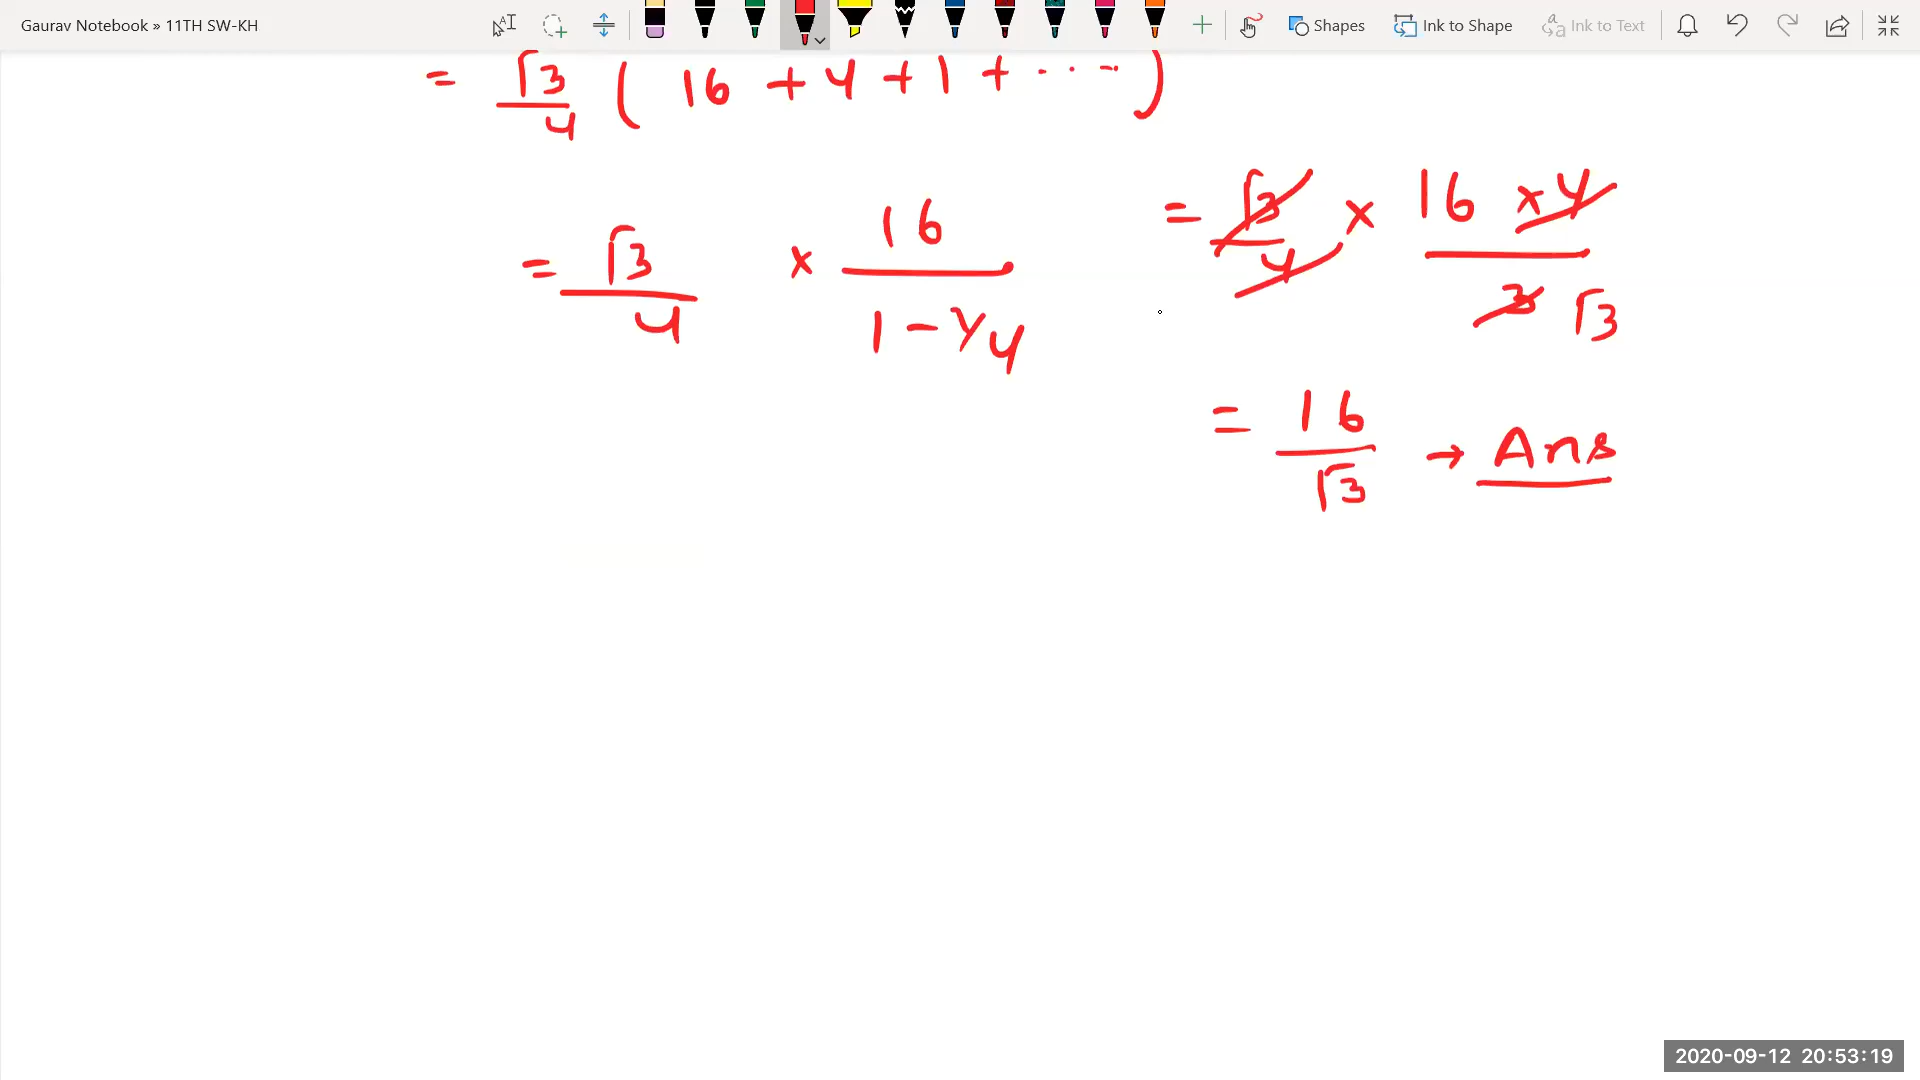 Gaurav Notebook » 11TH SW-KH
Shapes
Ink to Shape
Ink to Text
= √3/4 ( 16 + 4 + 1 + ..... )
= √3/4 × 16/(1 - 1/4)
= √3/4 × 16 × 4/3 √3
= 16/√3 → Ans
2020-09-12 20:53:19